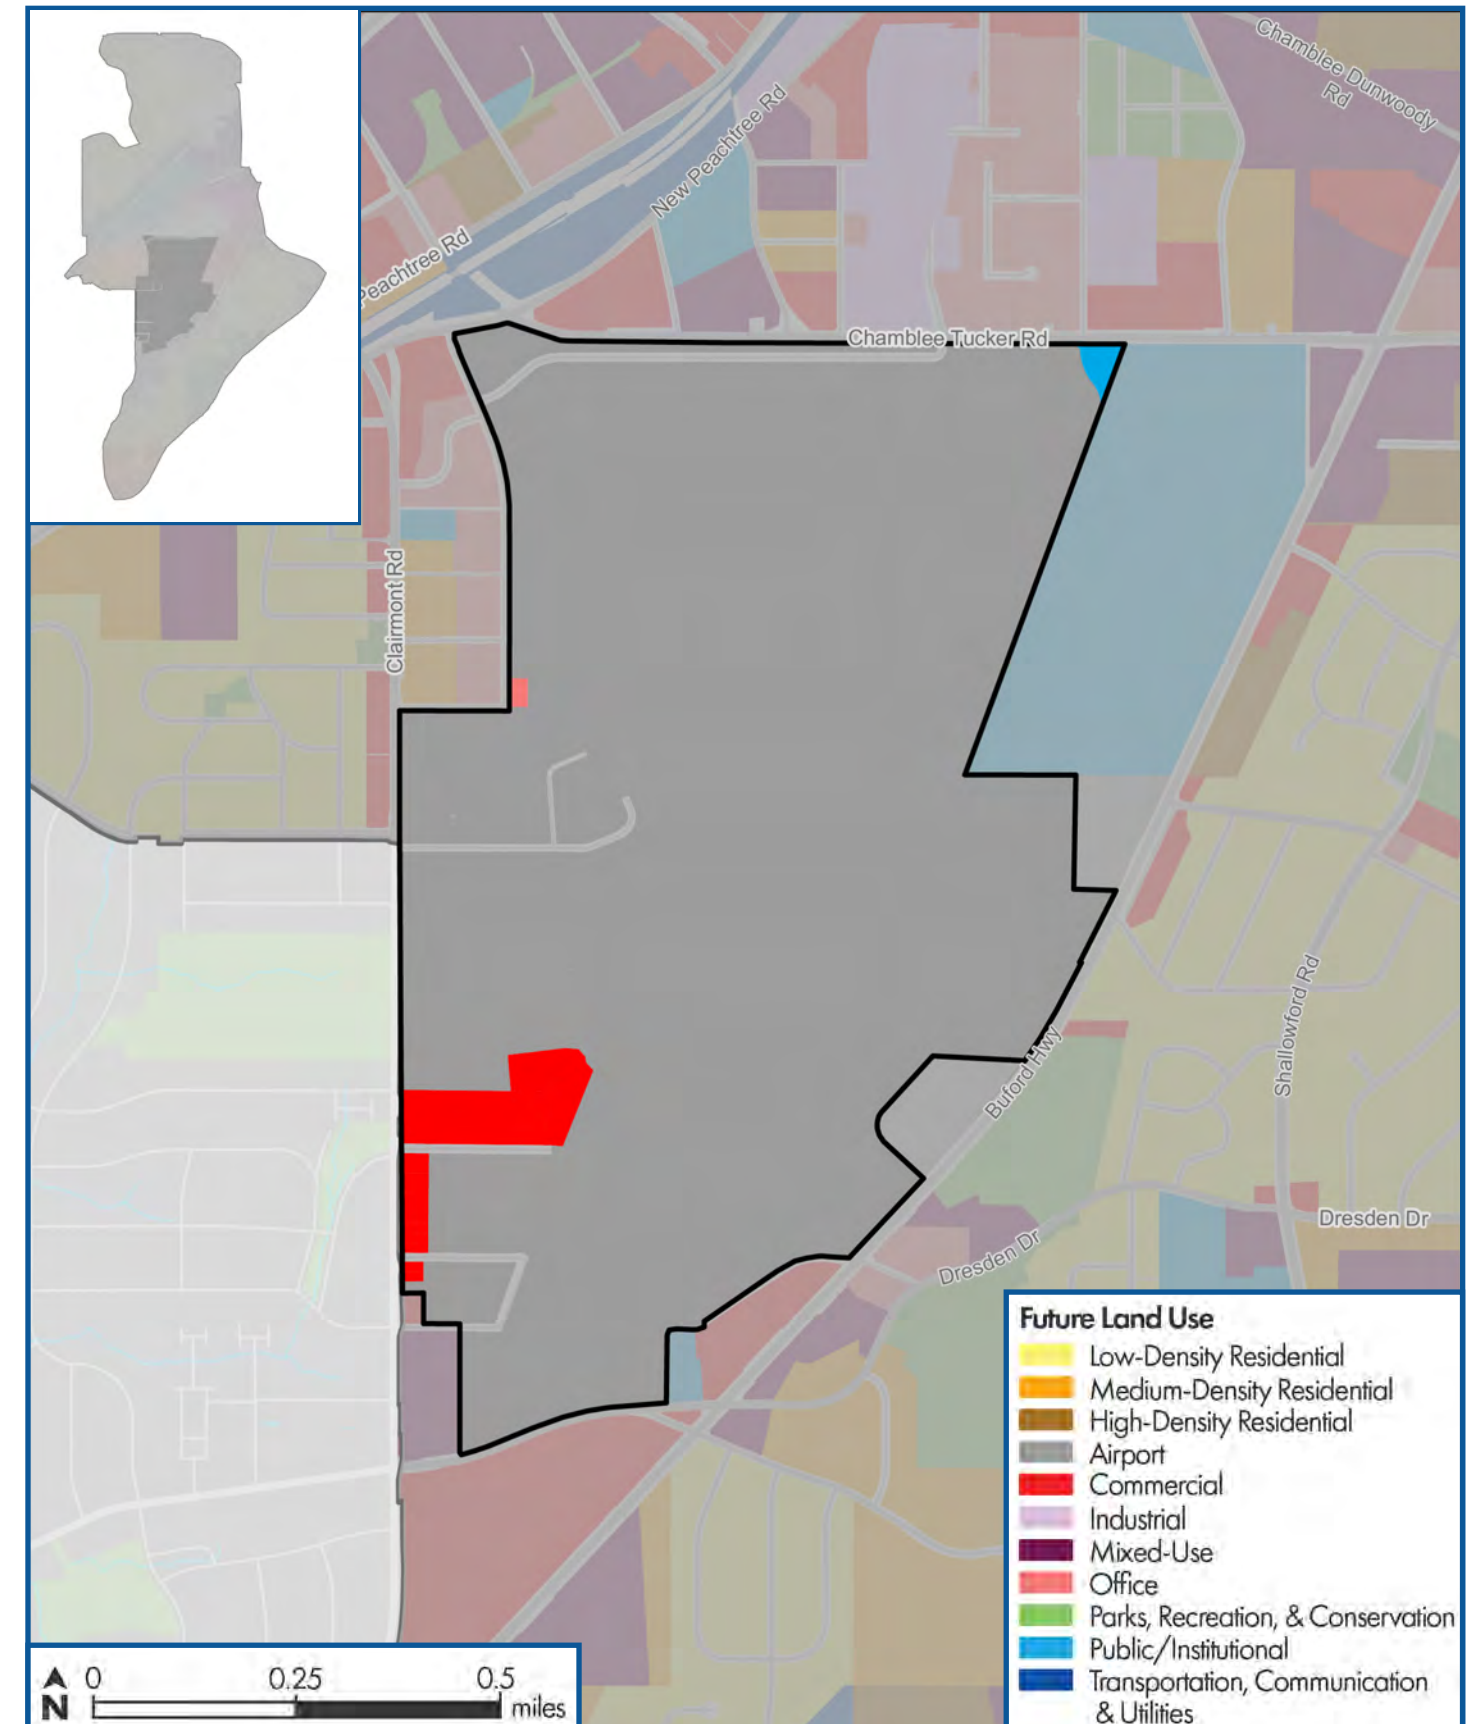 Chamblee Dunwoody
Rd
New Peachtree Rd
Peachtree Rd
Chamblee Tucker Rd
Clairmont Rd
Buford Hwy
Shallowford Rd
Dresden Dr
Dresden Dr
Future Land Use
Low-Density Residential
Medium-Density Residential
High-Density Residential
Airport
Commercial
Industrial
Mixed-Use
Office
Parks, Recreation, & Conservation
Public/Institutional
Transportation, Communication
& Utilities
0 0.25 0.5
N miles